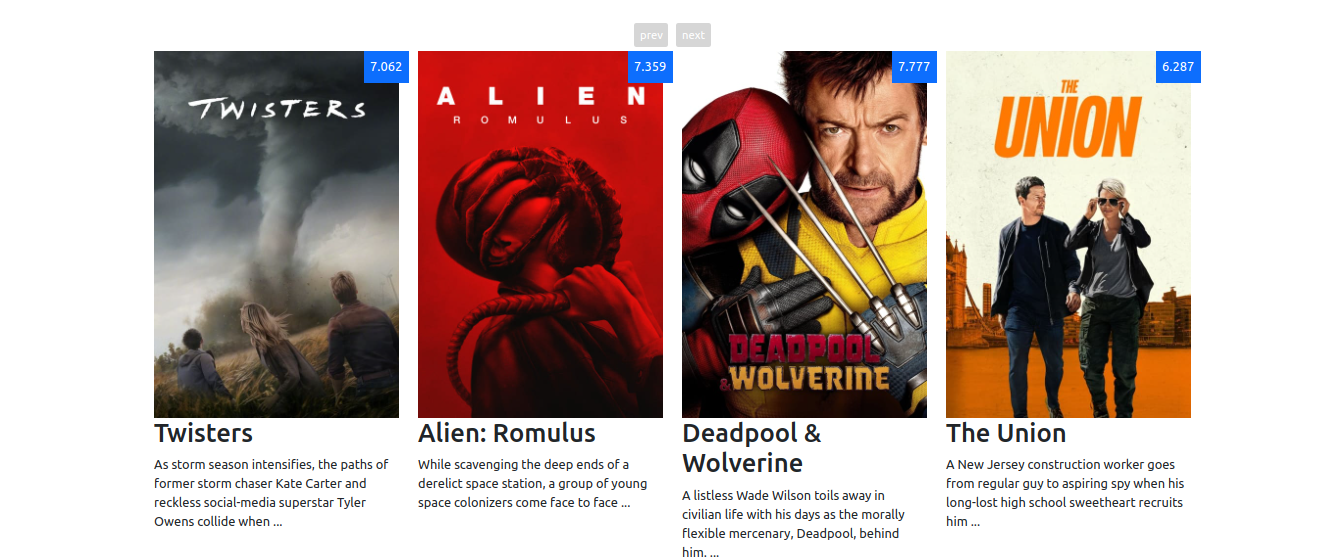 prev next
7.062
TWISTERS
Twisters
As storm season intensifies, the paths of
former storm chaser Kate Carter and
reckless social-media superstar Tyler
Owens collide when ...
7.359
ALIEN
ROMULUS
Alien: Romulus
While scavenging the deep ends of a
derelict space station, a group of young
space colonizers come face to face ...
7.777
DEADPOOL
&WOLVERINE
Deadpool &
Wolverine
A listless Wade Wilson toils away in
civilian life with his days as the morally
flexible mercenary, Deadpool, behind
him. ...
6.287
THE
UNION
The Union
A New Jersey construction worker goes
from regular guy to aspiring spy when his
long-lost high school sweetheart recruits
him ...